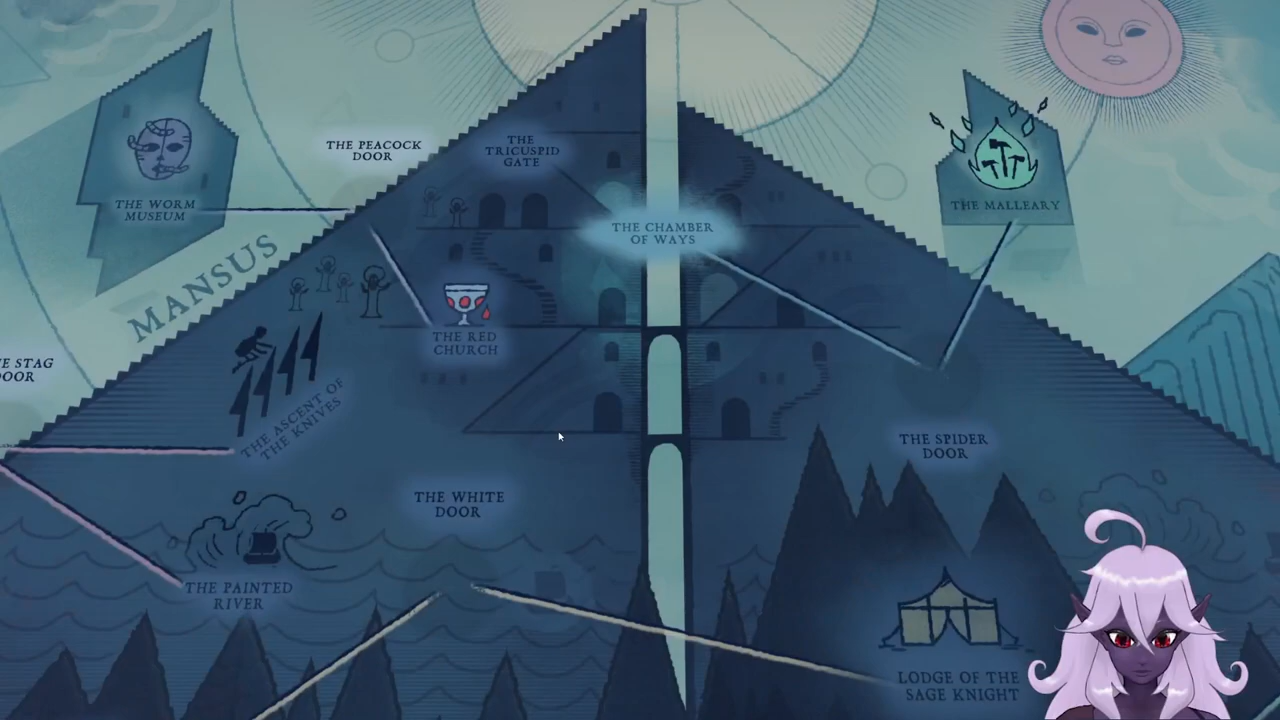 THE PEACOCK
DOOR
THE
TRICUSPID
GATE
THE WORM
MUSEUM
THE MALLEARY
THE CHAMBER
OF WAYS
MANSUS
THE RED
CHURCH
STAG
DOOR
THE ASCENT OF
THE KNIVES
THE SPIDER
DOOR
THE WHITE
DOOR
THE PAINTED
RIVER
LODGE OF THE
SAGE KNIGHT